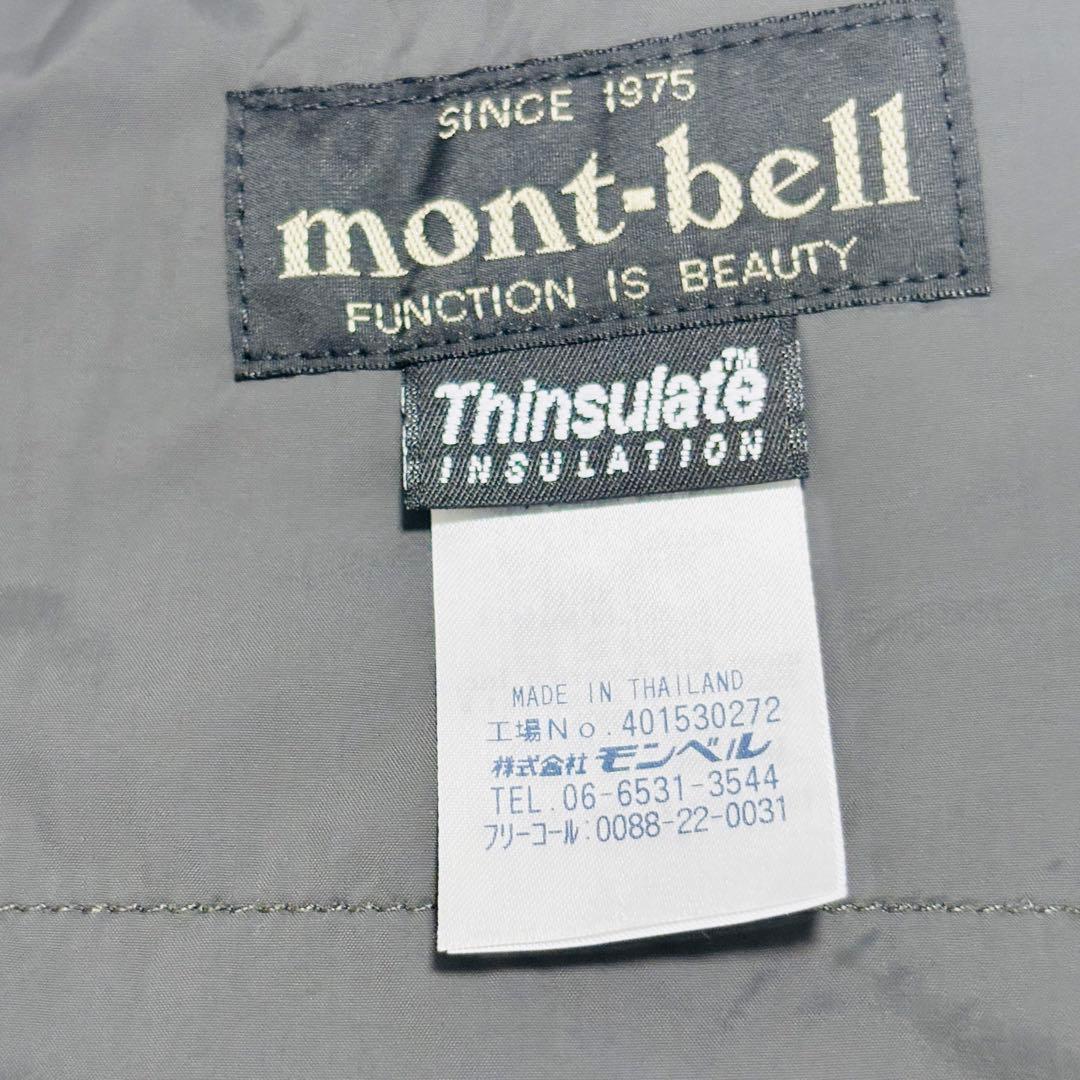 SINCE 1975
mont-bell
FUNCTION IS BEAUTY
Thinsulate™
INSULATION
MADE IN THAILAND
工場No.401530272
株式会社モンベル
TEL.06-6531-3544
フリーコール:0088-22-0031